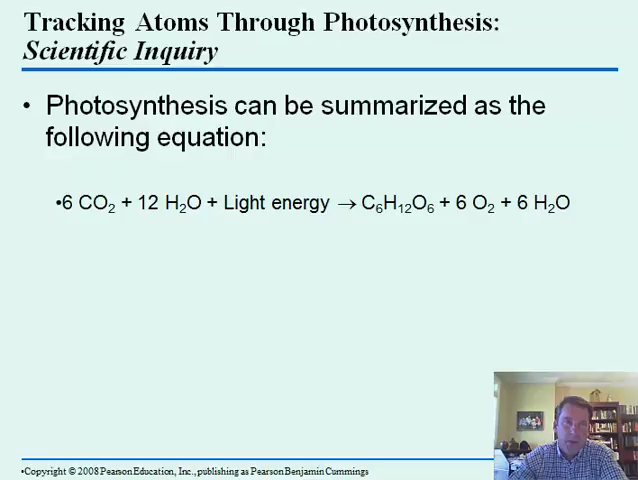 Tracking Atoms Through Photosynthesis:
Scientific Inquiry
• Photosynthesis can be summarized as the
following equation:
•6 CO₂ + 12 H₂O + Light energy → C₆H₁₂O₆ + 6 O₂ + 6 H₂O
•Copyright © 2008 Pearson Education, Inc., publishing as Pearson Benjamin Cummings